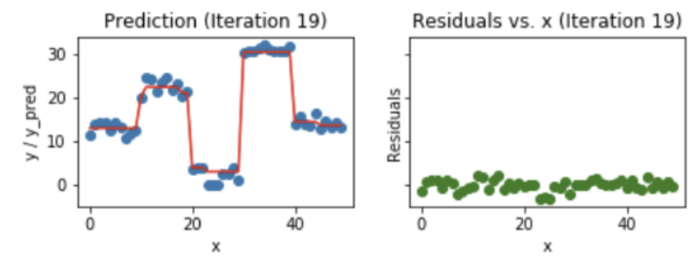 Prediction (Iteration 19)
y / y_pred
30
20
10
0
0
20
40
x
Residuals vs. x (Iteration 19)
Residuals
0
20
40
x